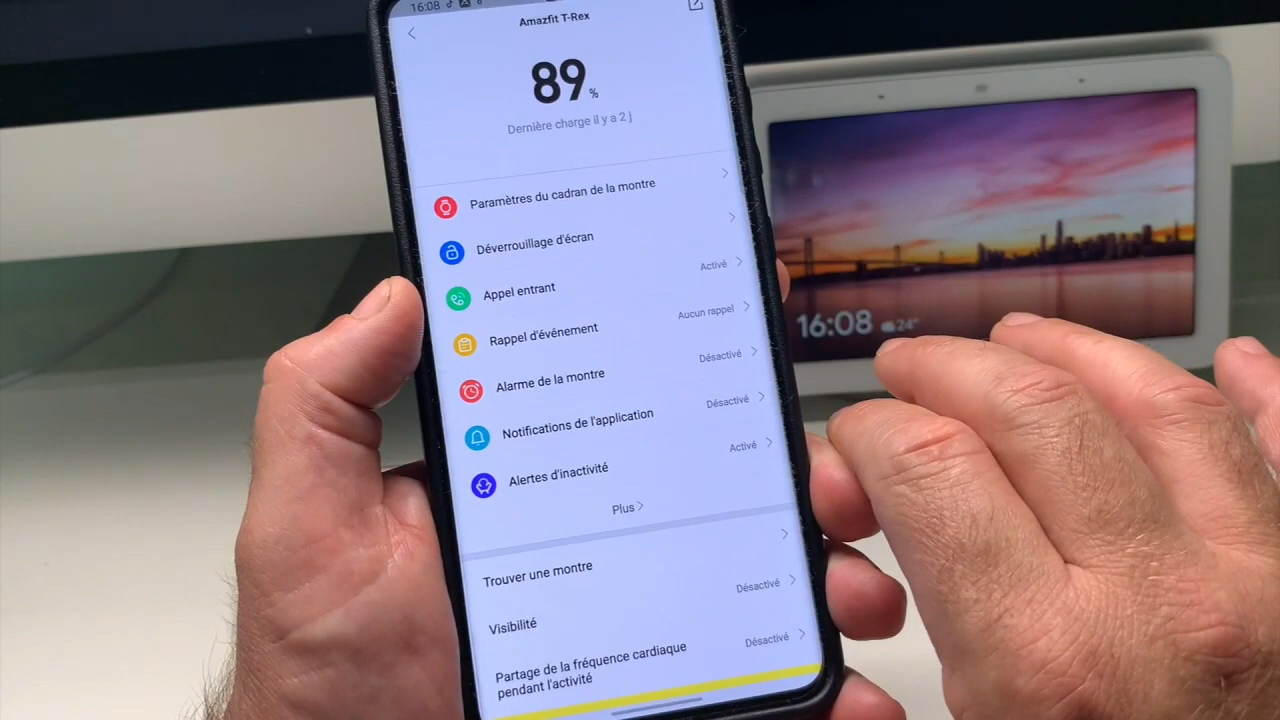 16:08
Amazfit T-Rex
89 %
Dernière charge il y a 2 j
Paramètres du cadran de la montre
Déverrouillage d'écran
Appel entrant Activé
Rappel d'événement Aucun rappel
Alarme de la montre Désactivé
Notifications de l'application Désactivé
Alertes d'inactivité Activé
Plus
Trouver une montre
Visibilité Désactivé
Partage de la fréquence cardiaque Désactivé
pendant l'activité
16:08 24°